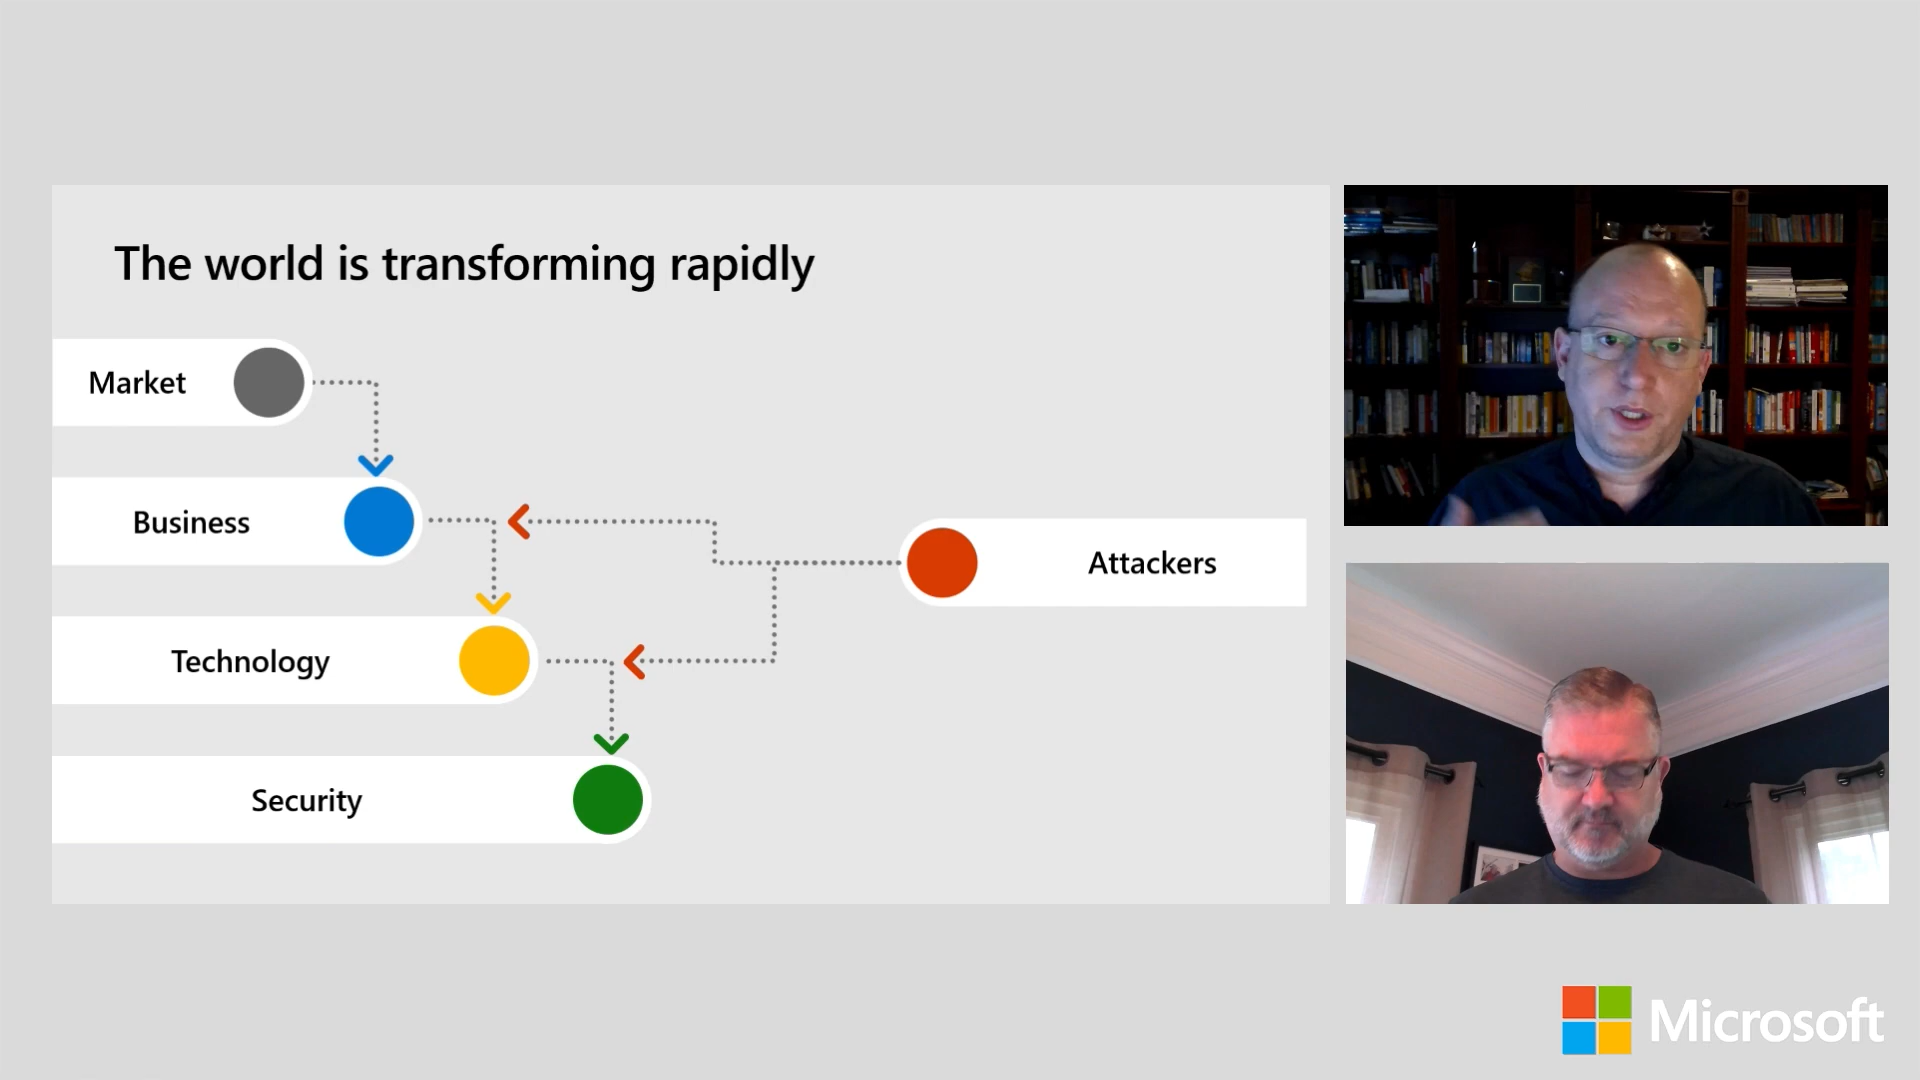 The world is transforming rapidly
Market
Business
Attackers
Technology
Security
Microsoft